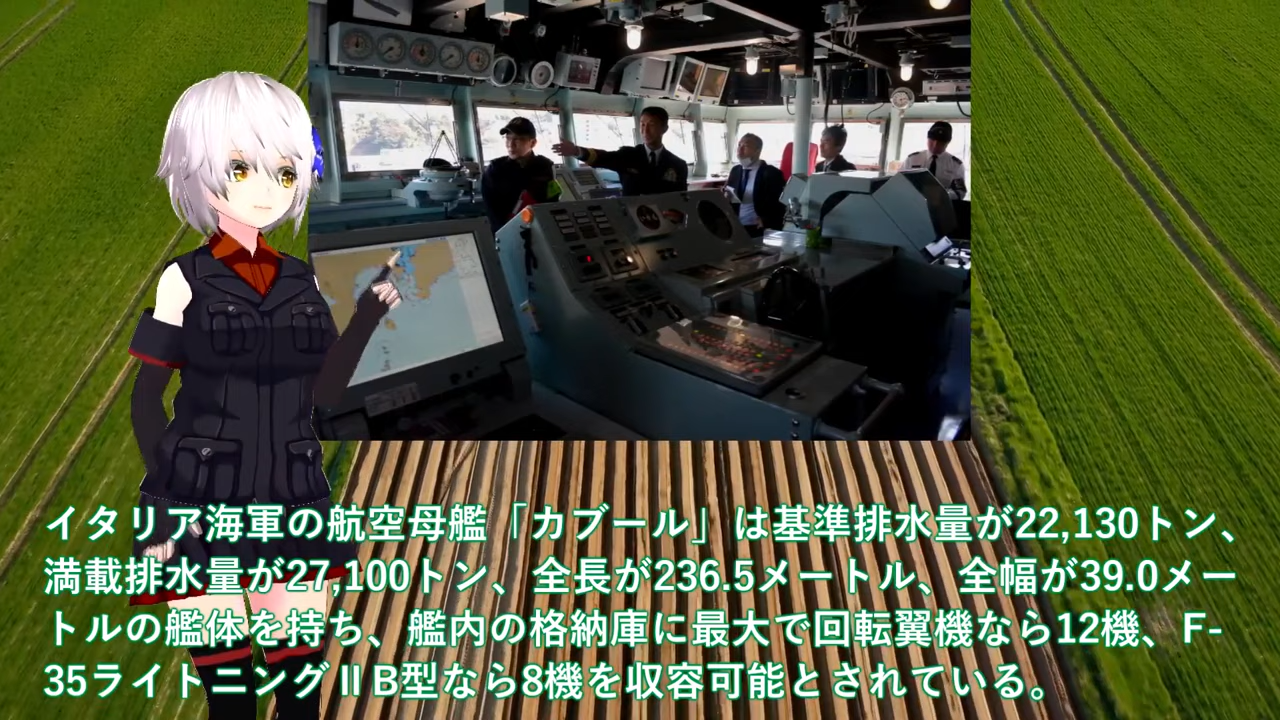 イタリア海軍の航空母艦「カブール」は基準排水量が22,130トン、
満載排水量が27,100トン、全長が236.5メートル、全幅が39.0メー
トルの艦体を持ち、艦内の格納庫に最大で回転翼機なら12機、F-
35ライトニングⅡB型なら8機を収容可能とされている。